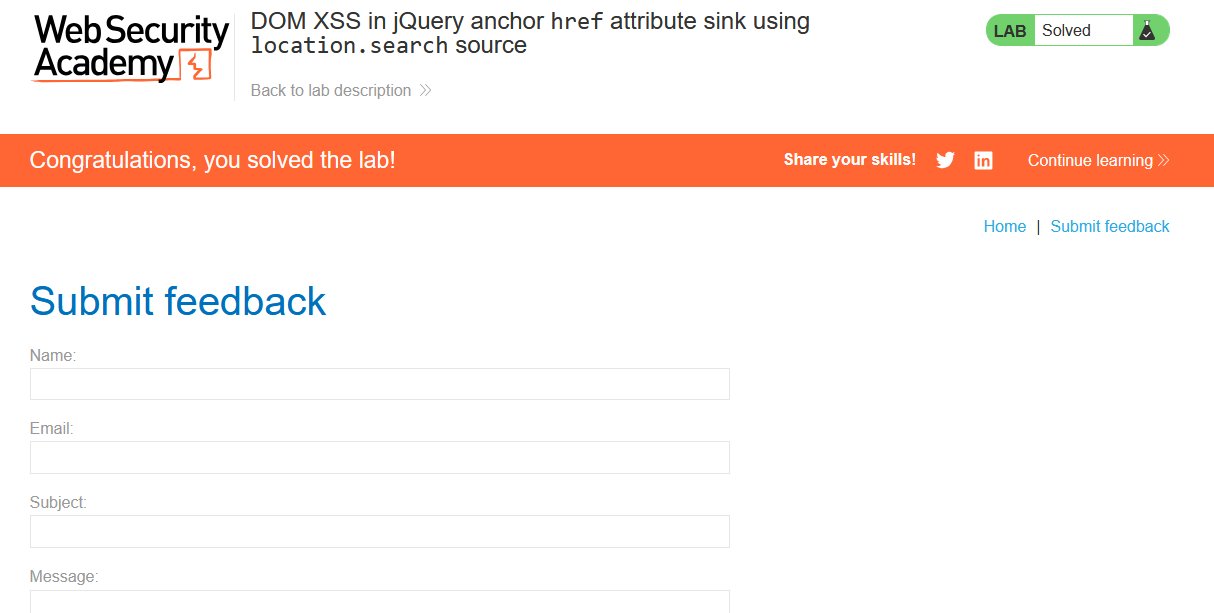 Web Security
Academy
DOM XSS in jQuery anchor href attribute sink using
location.search source
Back to lab description
LAB Solved
Congratulations, you solved the lab!
Share your skills!
Continue learning
Home | Submit feedback
Submit feedback
Name:
Email:
Subject:
Message: